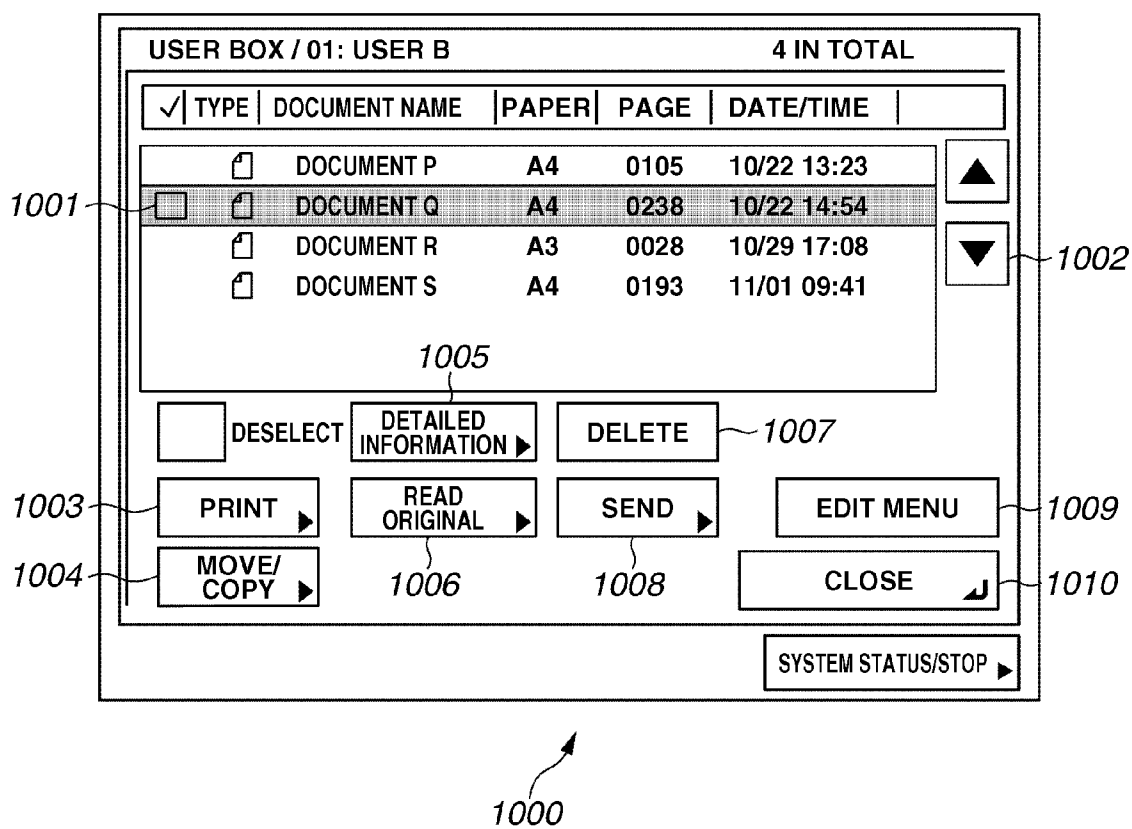 USER BOX / 01: USER B 4 IN TOTAL
✓ TYPE DOCUMENT NAME PAPER PAGE DATE/TIME
DOCUMENT P A4 0105 10/22 13:23
1001 DOCUMENT Q A4 0238 10/22 14:54
DOCUMENT R A3 0028 10/29 17:08
1002
DOCUMENT S A4 0193 11/01 09:41
1005
DESELECT
DETAILED
INFORMATION
DELETE
1007
1003
PRINT
READ
ORIGINAL
SEND
EDIT MENU
1009
1004
MOVE/
COPY
1006
1008
CLOSE
1010
SYSTEM STATUS/STOP
1000